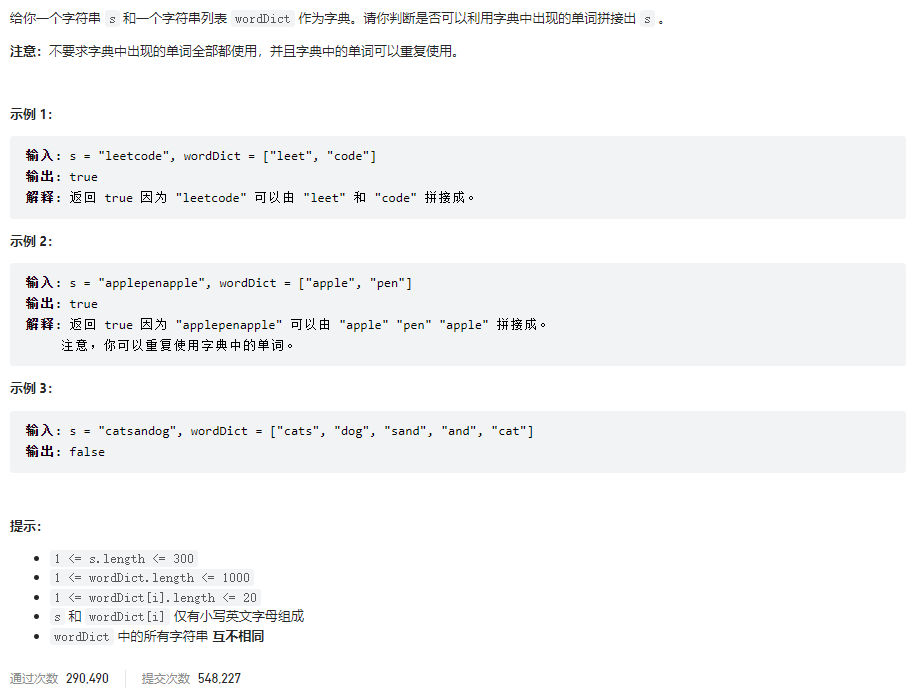 给你一个字符串 s 和一个字符串列表 wordDict 作为字典。请你判断是否可以利用字典中出现的单词拼接出 s 。
注意：不要求字典中出现的单词全部都使用，并且字典中的单词可以重复使用。
示例 1：
输入: s = "leetcode", wordDict = ["leet", "code"]
输出: true
解释: 返回 true 因为 "leetcode" 可以由 "leet" 和 "code" 拼接成。
示例 2：
输入: s = "applepenapple", wordDict = ["apple", "pen"]
输出: true
解释: 返回 true 因为 "applepenapple" 可以由 "apple" "pen" "apple" 拼接成。
注意，你可以重复使用字典中的单词。
示例 3：
输入: s = "catsandog", wordDict = ["cats", "dog", "sand", "and", "cat"]
输出: false
提示：
• 1 <= s.length <= 300
• 1 <= wordDict.length <= 1000
• 1 <= wordDict[i].length <= 20
• s 和 wordDict[i] 仅有小写英文字母组成
• wordDict 中的所有字符串 互不相同
通过次数 290,490 提交次数 548,227